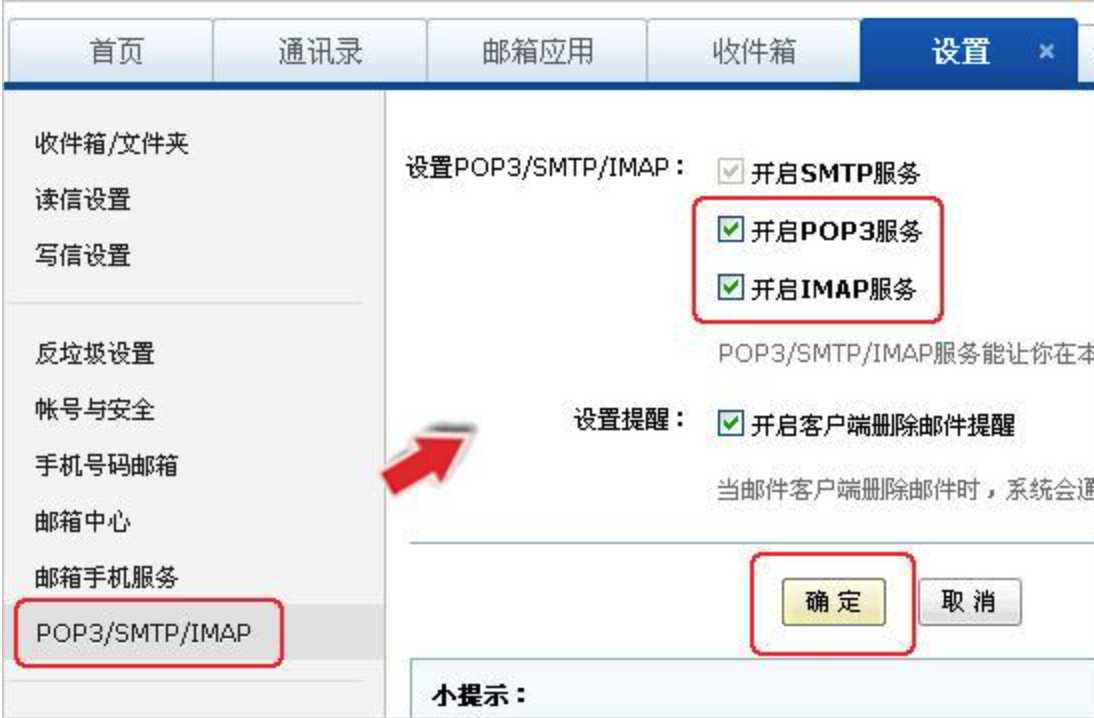 首页
通讯录
邮箱应用
收件箱
设置 ×
收件箱/文件夹
读信设置
写信设置
反垃圾设置
帐号与安全
手机号码邮箱
邮箱中心
邮箱手机服务
POP3/SMTP/IMAP
设置POP3/SMTP/IMAP：
开启SMTP服务
开启POP3服务
开启IMAP服务
POP3/SMTP/IMAP服务能让你在本
设置提醒：
开启客户端删除邮件提醒
当邮件客户端删除邮件时，系统会通
确 定
取 消
小提示：